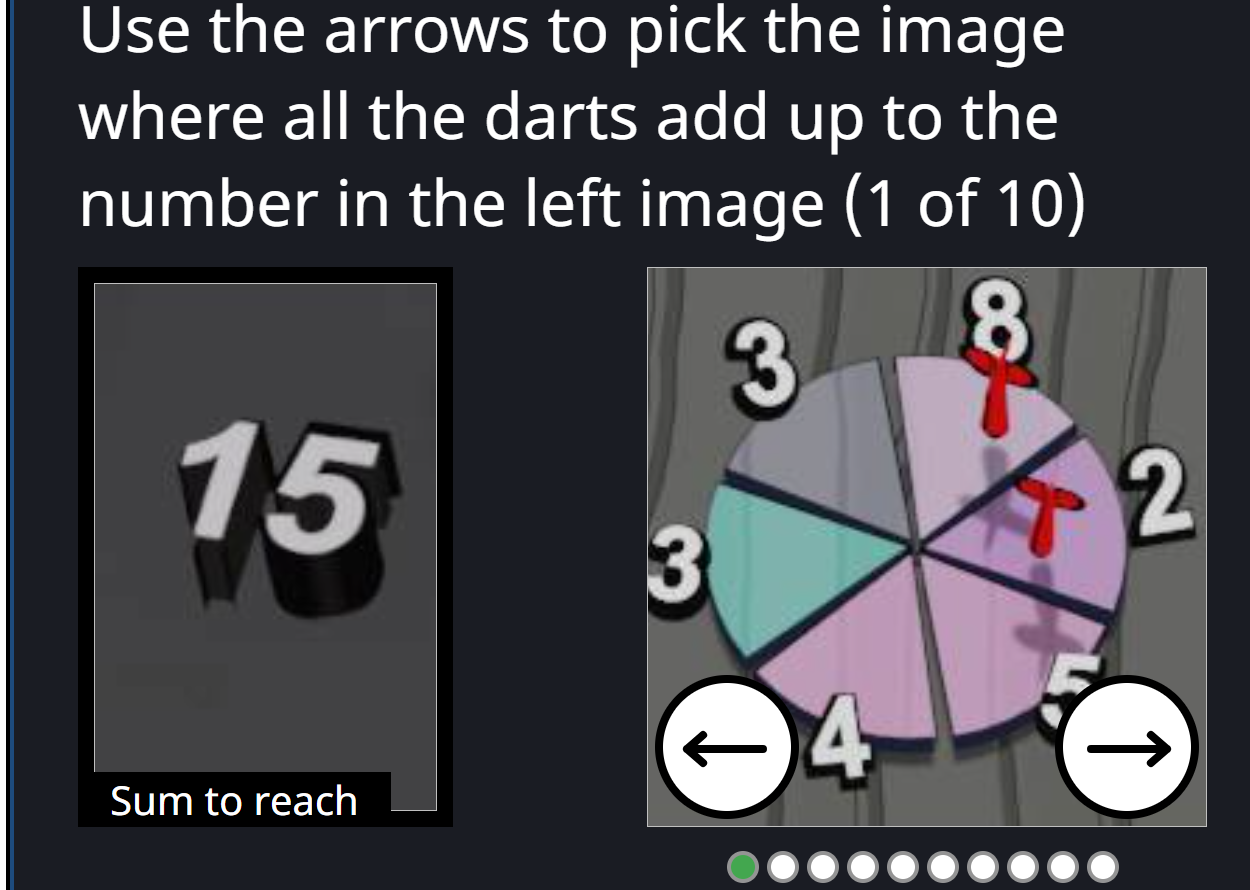 Use the arrows to pick the image
where all the darts add up to the
number in the left image (1 of 10)
15
Sum to reach
3
8
2
3
4
5